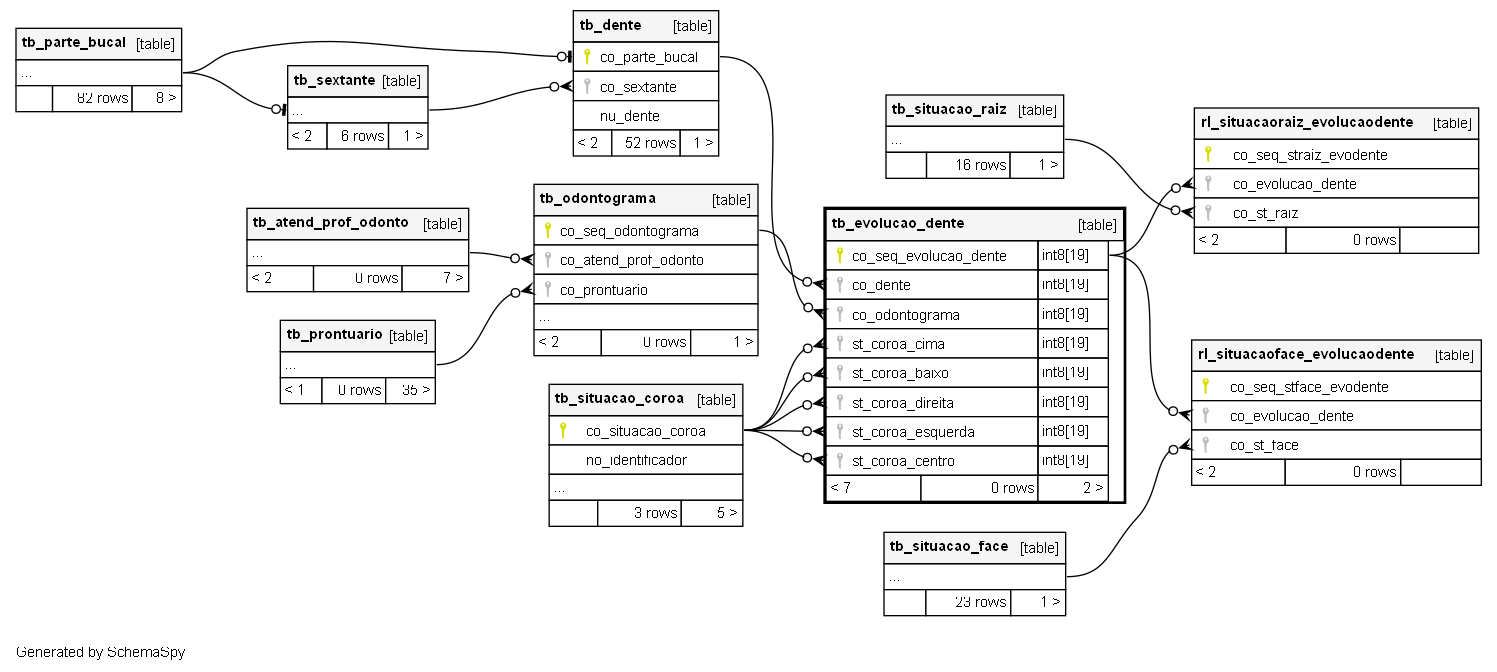 tb_parte_bucal [table]
...
82 rows 8 >
tb_sextante [table]
...
< 2 6 rows 1 >
tb_dente [table]
co_parte_bucal
co_sextante
nu_dente
< 2 52 rows 1 >
tb_atend_prof_odonto [table]
...
< 2 0 rows 7 >
tb_prontuario [table]
...
< 1 0 rows 35 >
tb_odontograma [table]
co_seq_odontograma
co_atend_prof_odonto
co_prontuario
...
< 2 0 rows 1 >
tb_situacao_coroa [table]
co_situacao_coroa
no_identificador
...
3 rows 5 >
tb_situacao_raiz [table]
...
16 rows 1 >
tb_evolucao_dente [table]
co_seq_evolucao_dente int8[19]
co_dente int8[19]
co_odontograma int8[19]
st_coroa_cima int8[19]
st_coroa_baixo int8[19]
st_coroa_direita int8[19]
st_coroa_esquerda int8[19]
st_coroa_centro int8[19]
< 7 0 rows 2 >
tb_situacao_face [table]
...
23 rows 1 >
rl_situacaoraiz_evolucaodente [table]
co_seq_straiz_evodente
co_evolucao_dente
co_st_raiz
< 2 0 rows
rl_situacaoface_evolucaodente [table]
co_seq_stface_evodente
co_evolucao_dente
co_st_face
< 2 0 rows
Generated by SchemaSpy